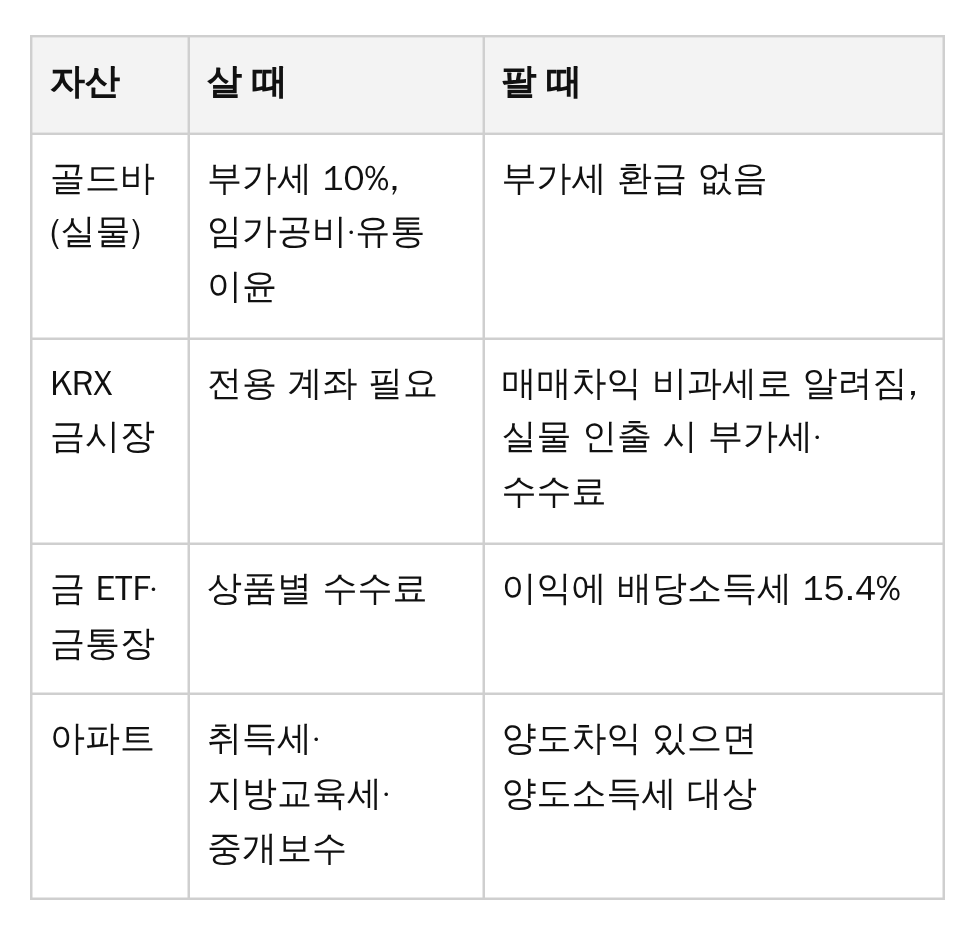 자산 살 때 팔 때
골드바 부가세 10%, 부가세 환급 없음
(실물) 임가공비·유통
이윤
KRX 전용 계좌 필요 매매차익 비과세로 알려짐,
금시장 실물 인출 시 부가세·
수수료
금 ETF· 상품별 수수료 이익에 배당소득세 15.4%
금통장
아파트 취득세· 양도차익 있으면
지방교육세· 양도소득세 대상
중개보수